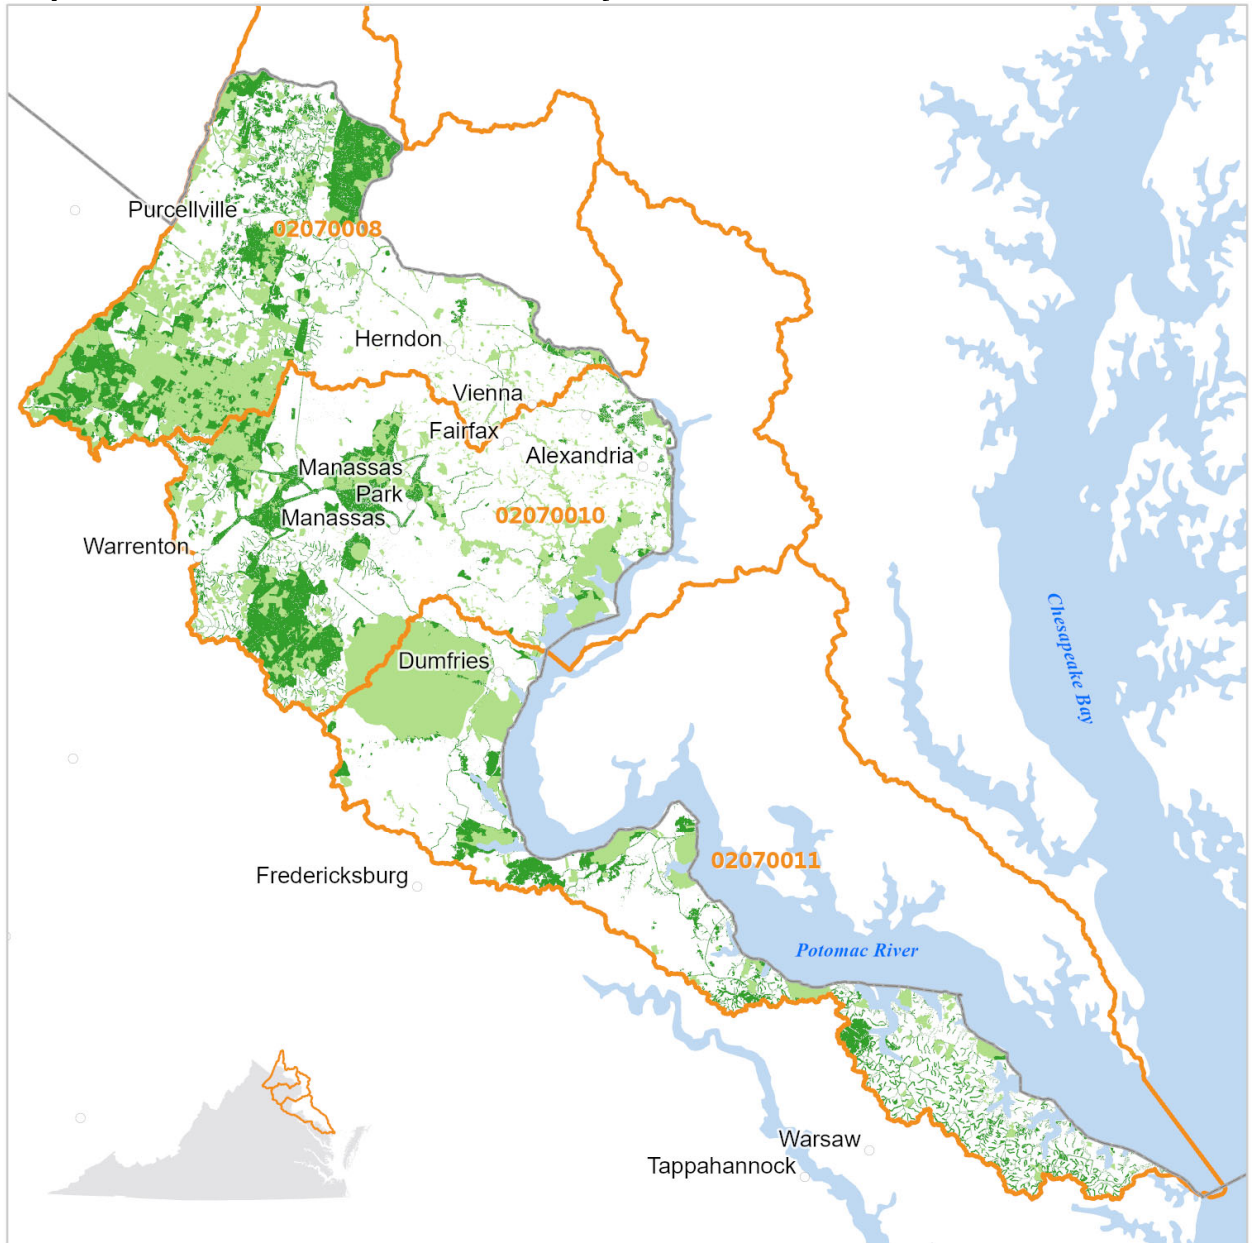 Purcellville
02070008
Herndon
Vienna
Fairfax
Alexandria
Manassas
Park
Manassas
02070010
Warrenton
Chesapeake Bay
Dumfries
02070011
Fredericksburg
Potomac River
Warsaw
Tappahannock